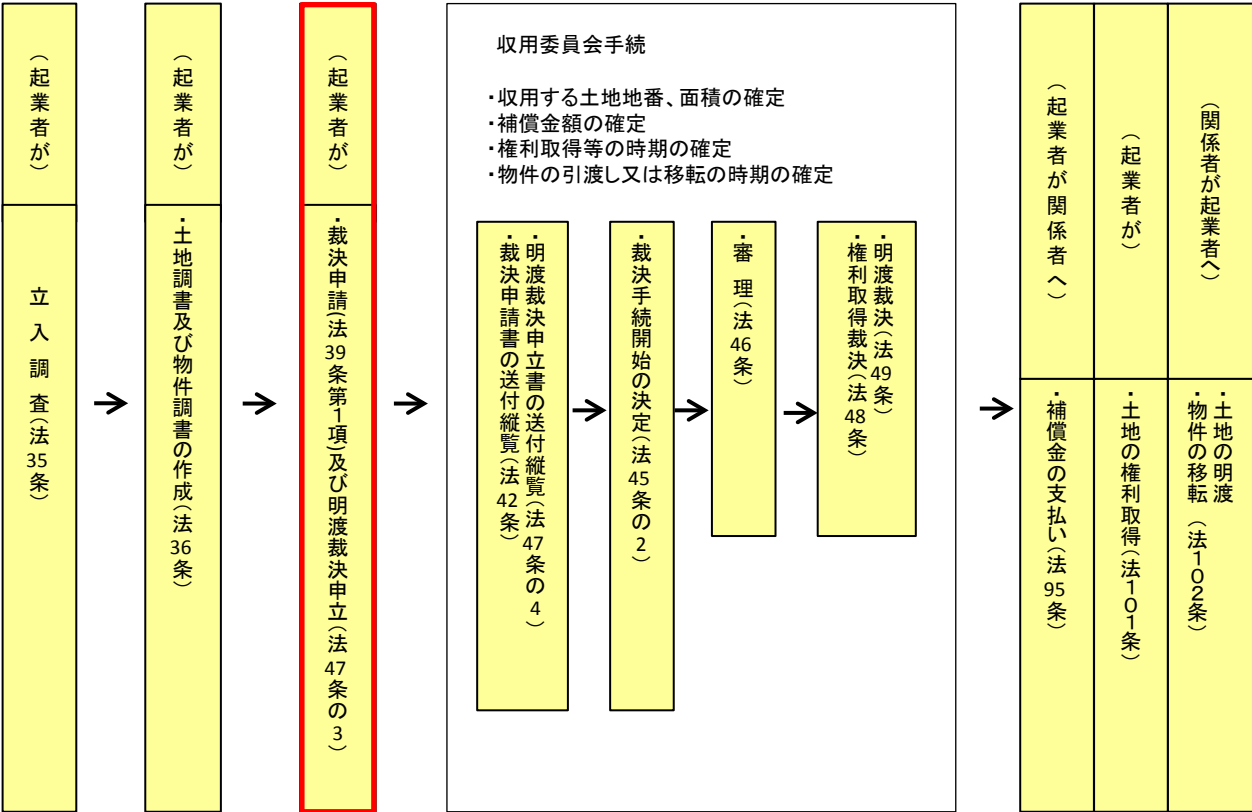 （起業者が）
立入調査（法35条）
（起業者が）
・土地調書及び物件調書の作成（法36条）
（起業者が）
・裁決申請（法39条第1項）及び明渡裁決申立（法47条の3）
収用委員会手続
・収用する土地地番、面積の確定
・補償金額の確定
・権利取得等の時期の確定
・物件の引渡し又は移転の時期の確定
・裁決申請書の送付縦覧（法42条）
・明渡裁決申立書の送付縦覧（法47条の4）
・裁決手続開始の決定（法45条の2）
・審理（法46条）
・権利取得裁決（法48条）
・明渡裁決（法49条）
（起業者が関係者へ）
・補償金の支払い（法95条）
（起業者が）
・土地の権利取得（法１０１条）
（関係者が起業者へ）
・土地の明渡
・物件の移転（法１０２条）